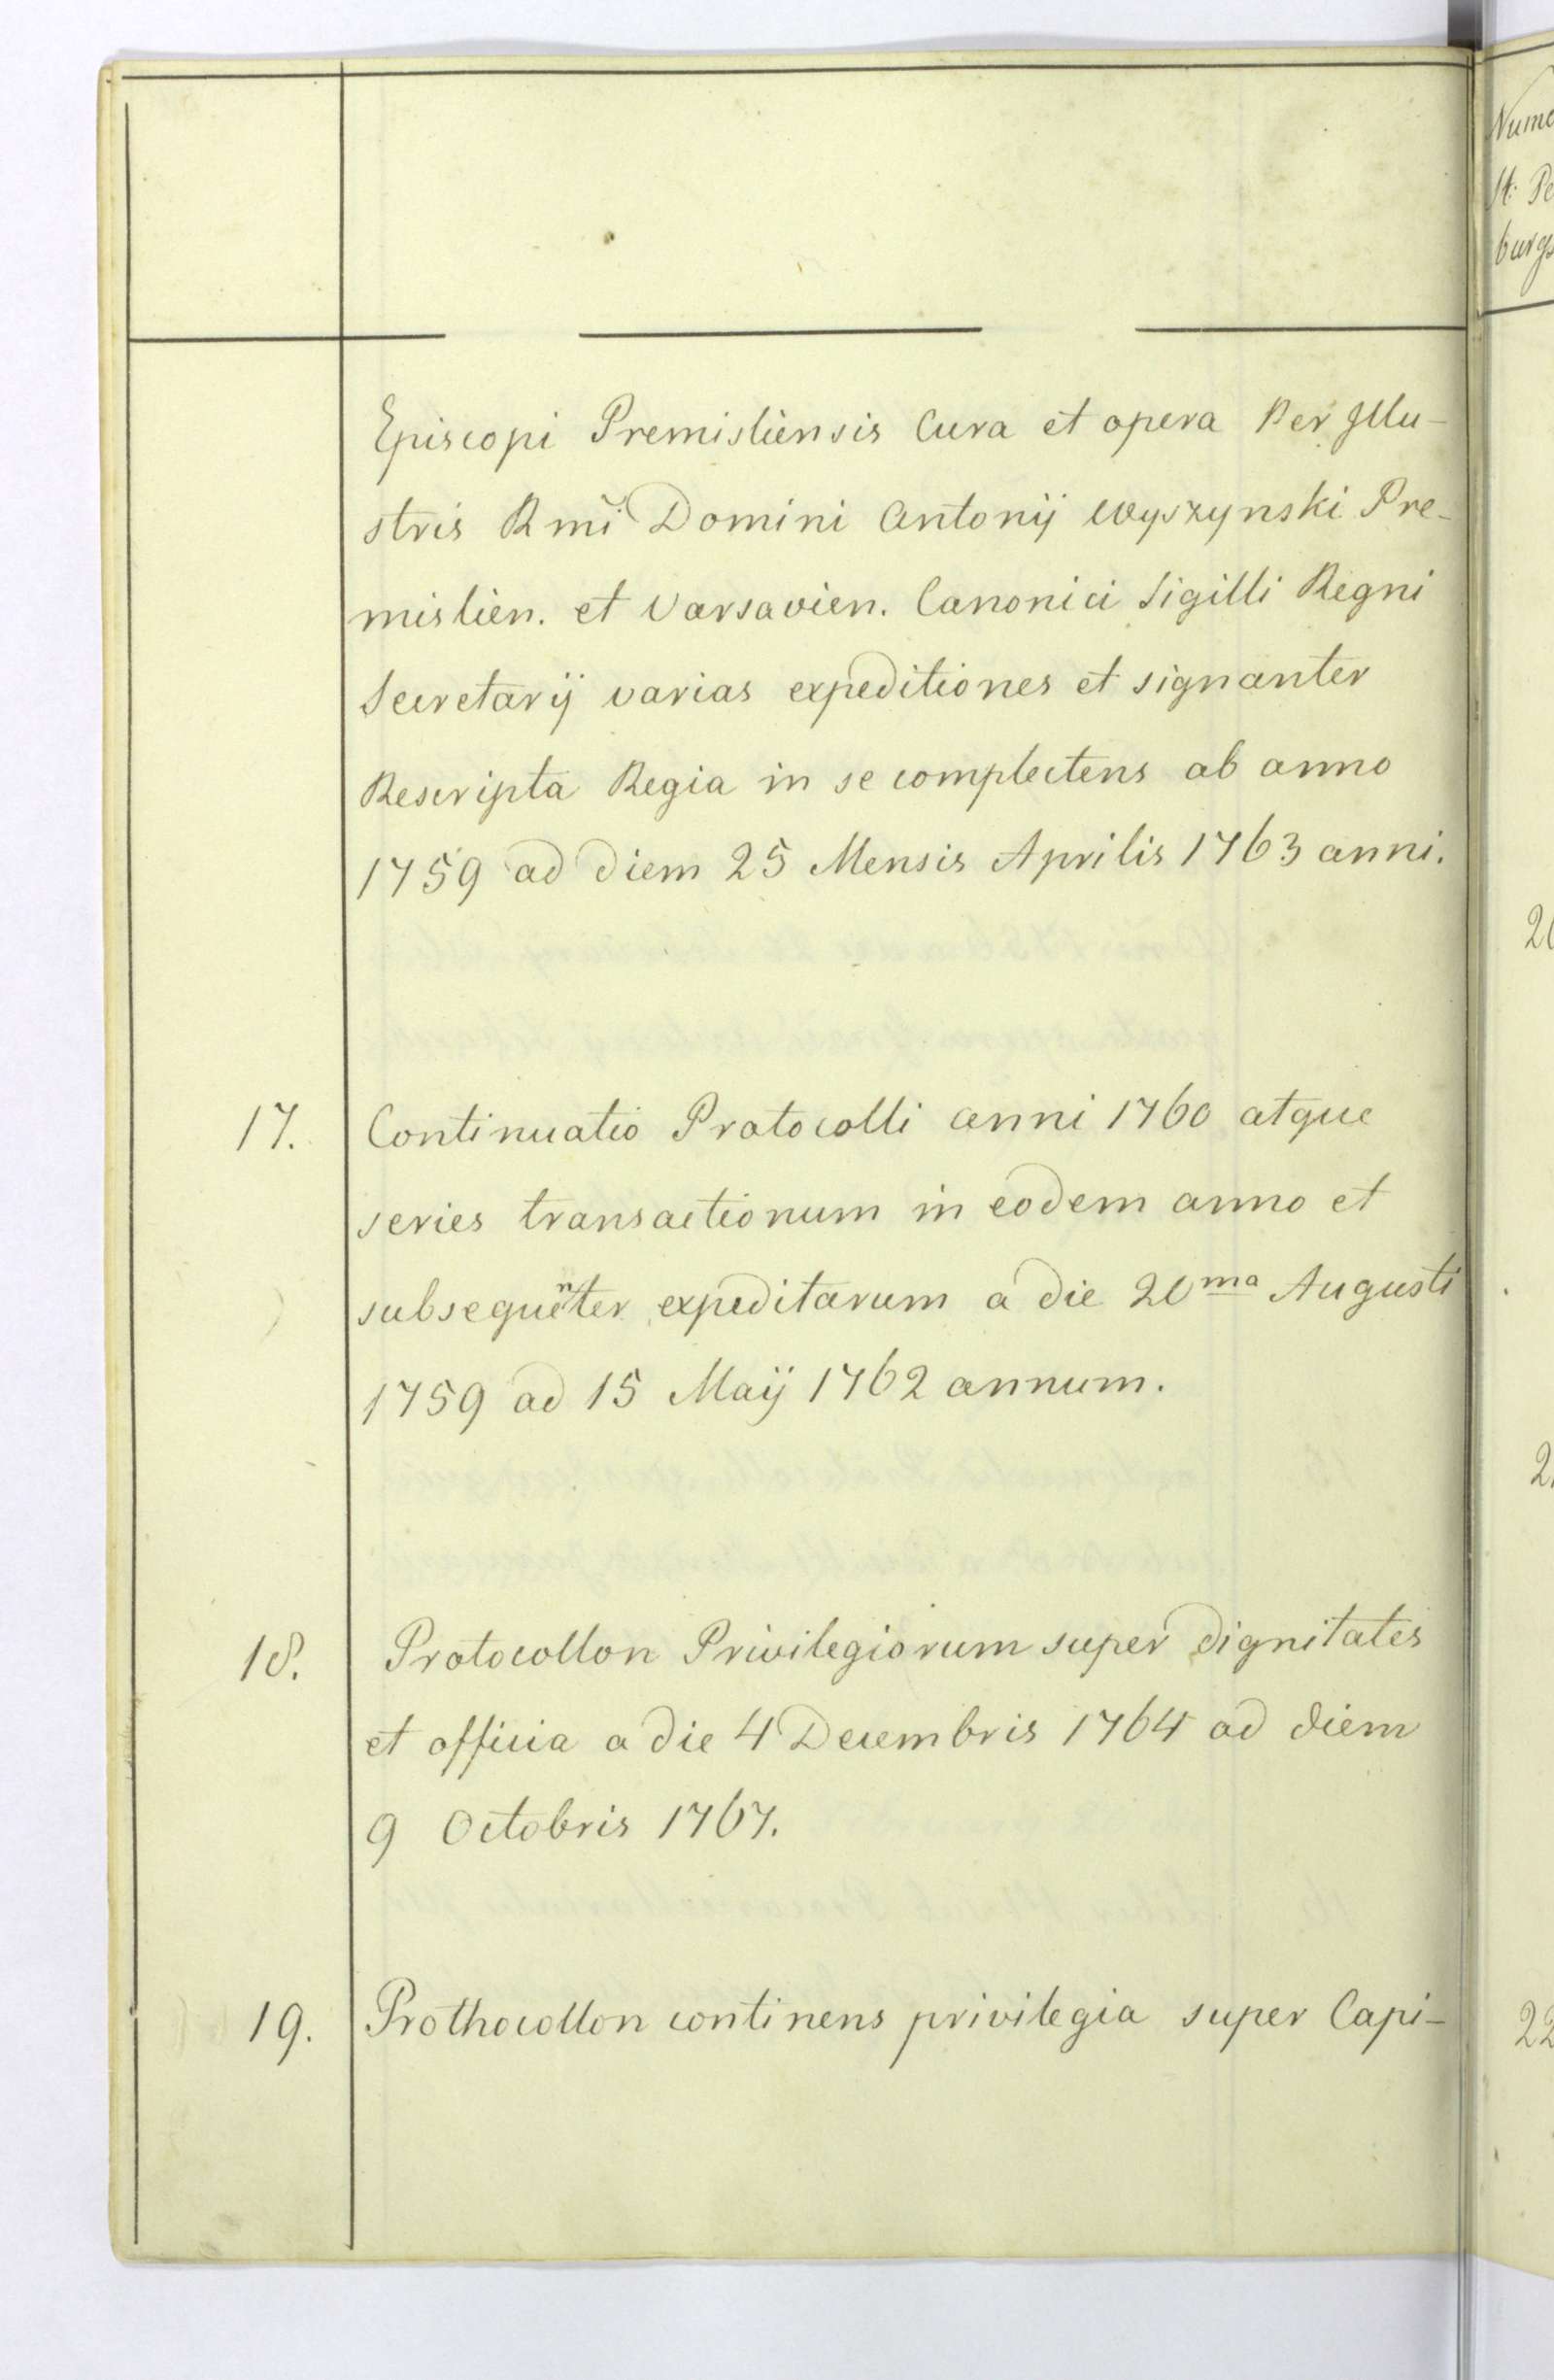 Episcopi Premisliensis Cura et opera Per Jllu-
stris Rmi Domini Antonij Wyszynski Pre-
mislien. et Varsavien. Canonici Sigilli Regni
Secretarij varias expeditiones et signanter
Rescripta Regia in se complectens ab anno
1759 ad diem 25 Mensis Aprilis 1763 anni.
17. Continuatio Protocolli anni 1760 atque
series transactionum in eodem anno et
subsequenter expeditarum a die 20ma Augusti
1759 ad 15 Maij 1762 annum.
18. Protocollon Privilegiorum super dignitates
et officia a die 4 Decembris 1764 ad diem
9 Octobris 1767.
19. Prothocollon continens privilegia super Capi-